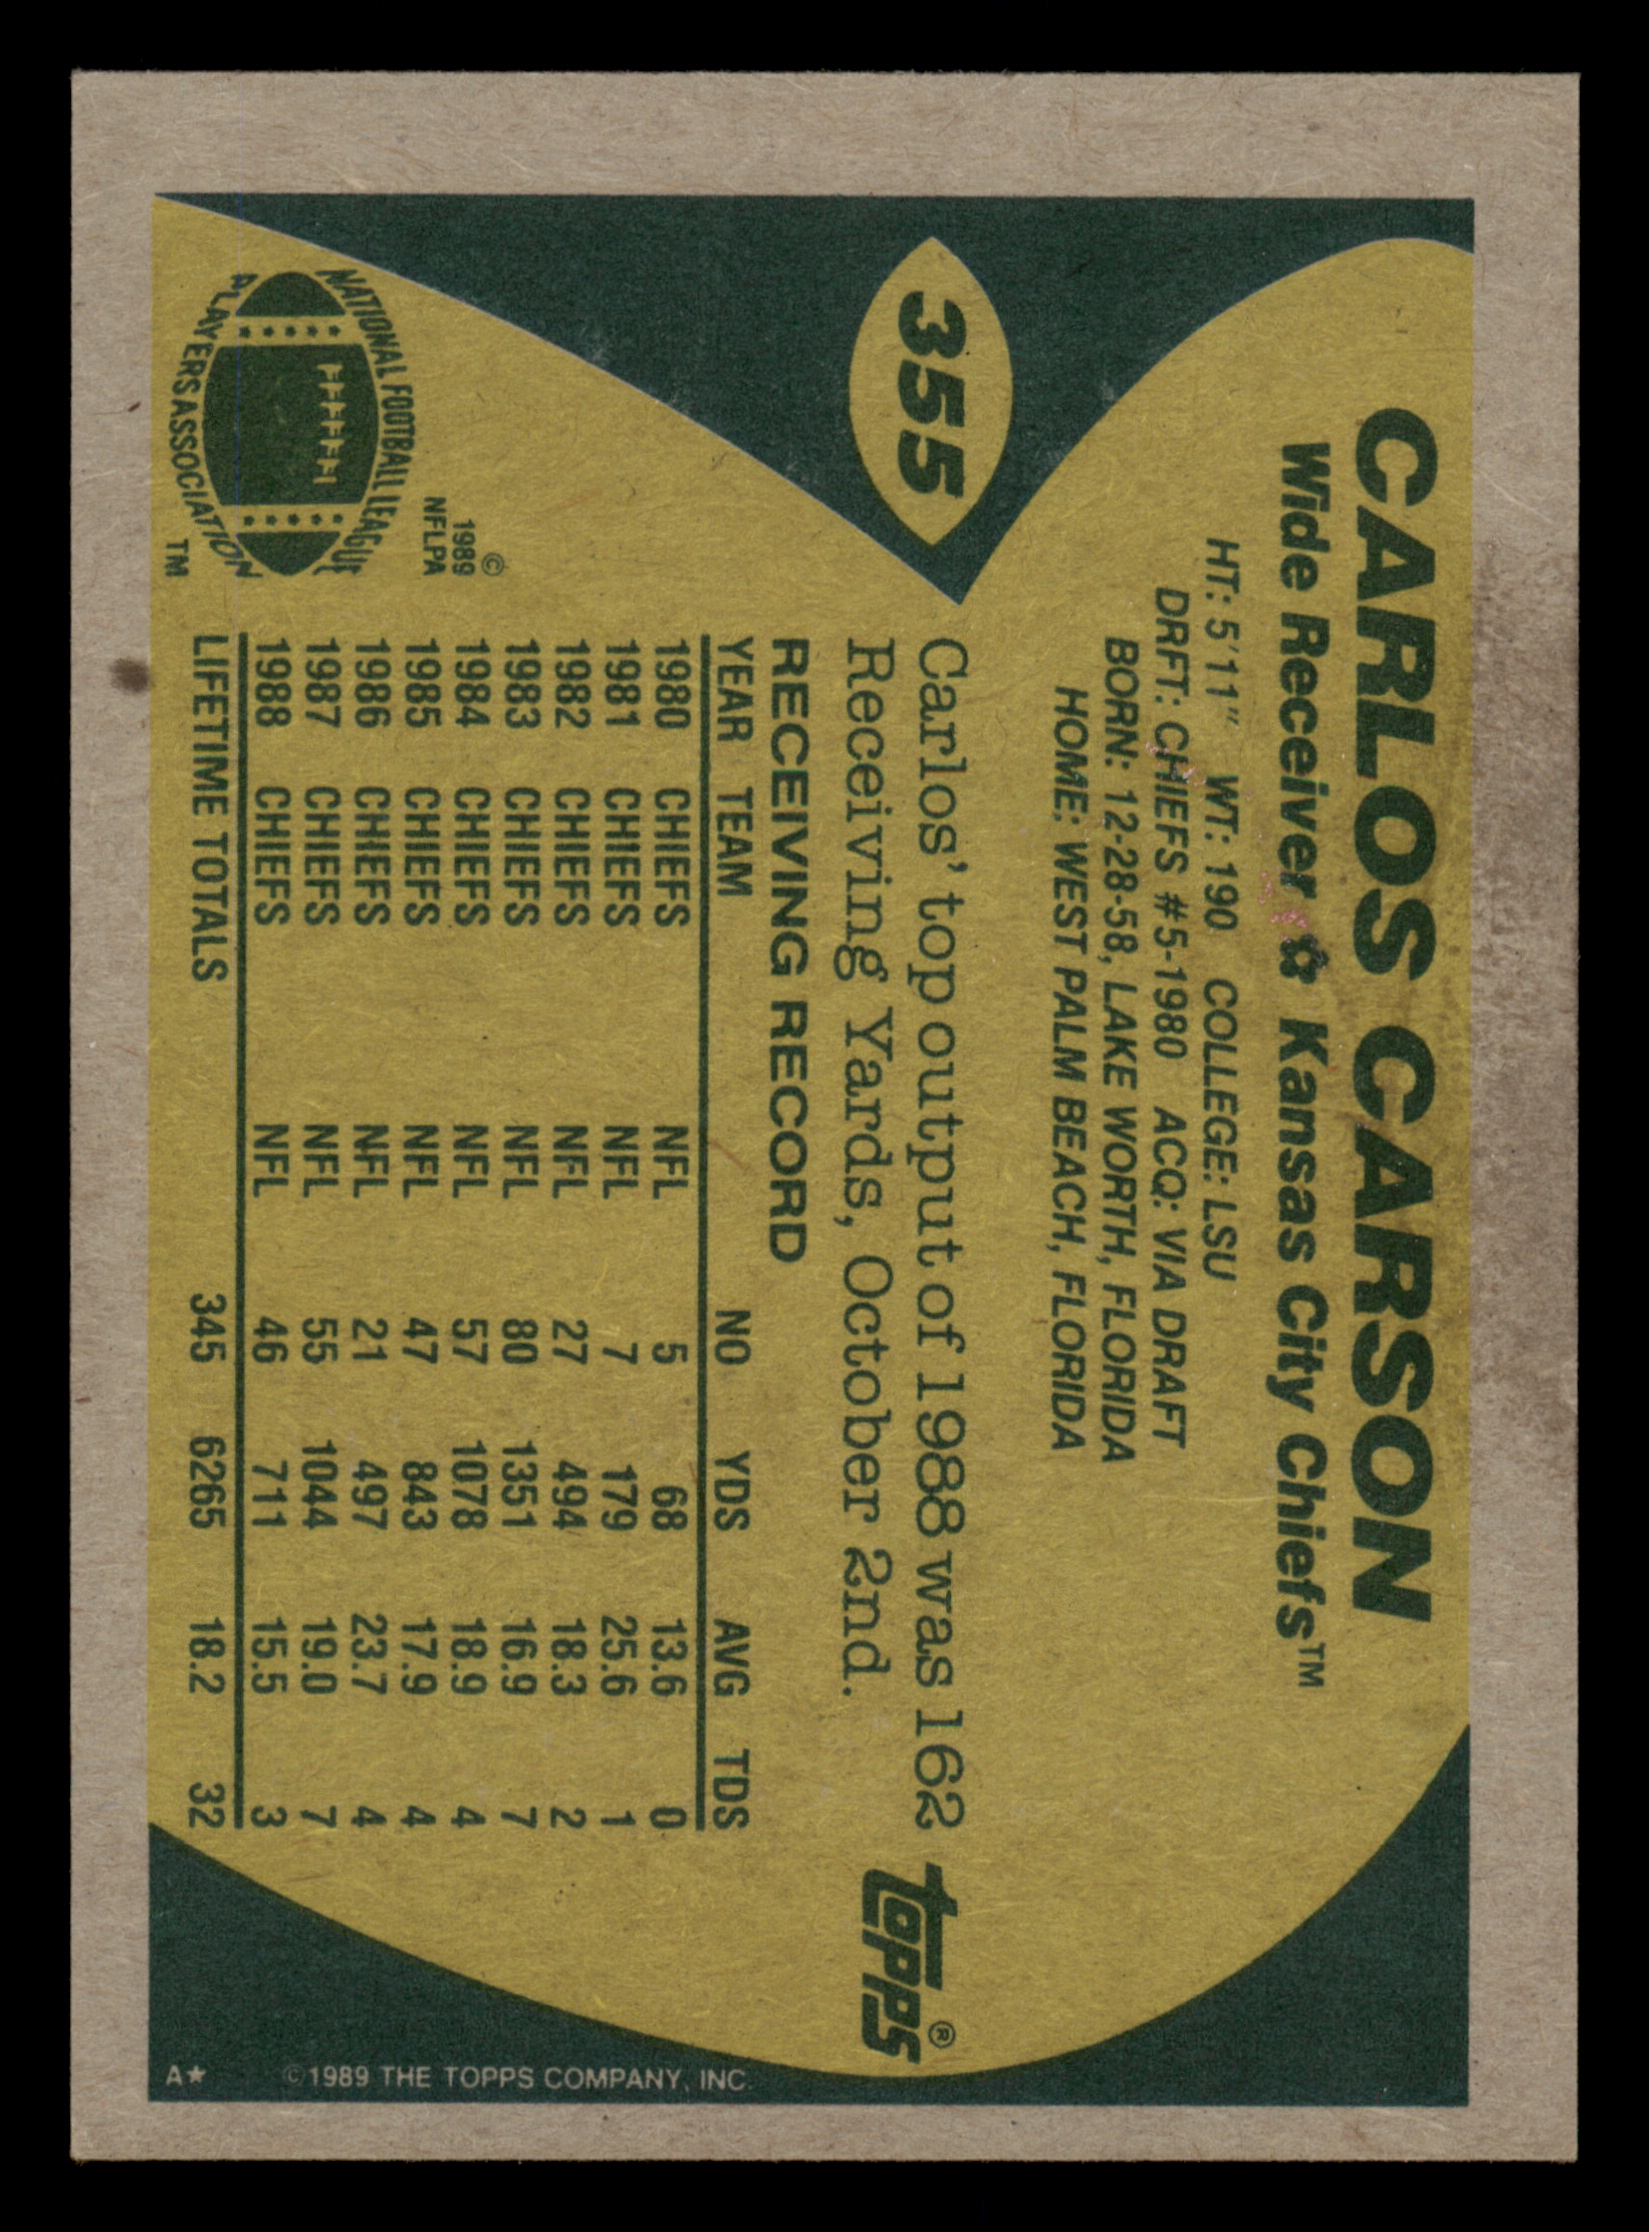 355
CARLOS CARSON
Wide Receiver ✿ Kansas City Chiefs™
HT: 5'11" WT: 190 COLLEGE: LSU
DRFT: CHIEFS #5-1980 ACQ: VIA DRAFT
BORN: 12-28-58, LAKE WORTH, FLORIDA
HOME: WEST PALM BEACH, FLORIDA
Carlos' top output of 1988 was 162
Receiving Yards, October 2nd.
topps®
RECEIVING RECORD
YEAR TEAM NO YDS AVG TDS
1980 CHIEFS NFL 5 68 13.6 0
1981 CHIEFS NFL 7 179 25.6 1
1982 CHIEFS NFL 27 494 18.3 2
1983 CHIEFS NFL 80 1351 16.9 7
1984 CHIEFS NFL 57 1078 18.9 4
1985 CHIEFS NFL 47 843 17.9 4
1986 CHIEFS NFL 21 497 23.7 4
1987 CHIEFS NFL 55 1044 19.0 7
1988 CHIEFS NFL 46 711 15.5 3
LIFETIME TOTALS 345 6265 18.2 32
©
1989
NFLPA
NATIONAL FOOTBALL LEAGUE
PLAYERS ASSOCIATION
TM
©1989 THE TOPPS COMPANY, INC.
A★